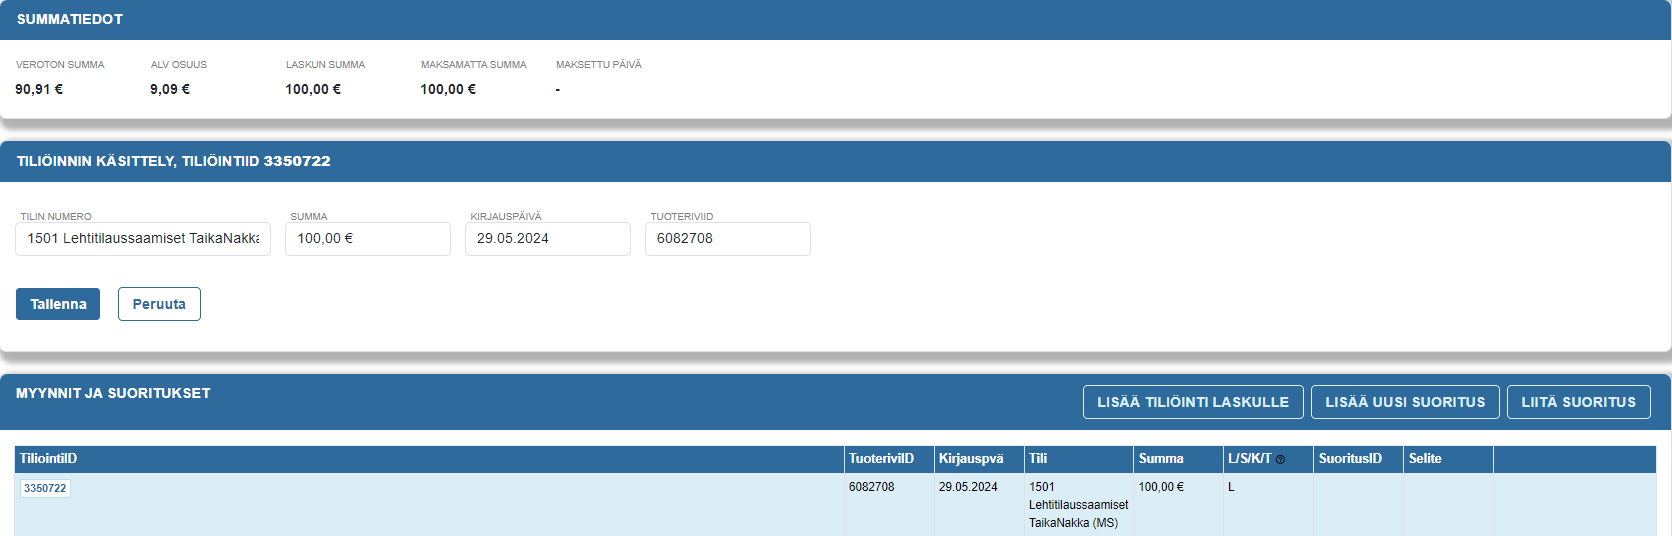 SUMMATIEDOT
VEROTON SUMMA ALV OSUUS LASKUN SUMMA MAKSAMATTA SUMMA MAKSETTU PÄIVÄ
90,91 € 9,09 € 100,00 € 100,00 € -
TILIÖINNIN KÄSITTELY, TILIÖINTIID 3350722
TILIN NUMERO SUMMA KIRJAUSPÄIVÄ TUOTERIVIID
1501 Lehtitilaussaamiset TaikaNakka 100,00 € 29.05.2024 6082708
Tallenna Peruuta
MYYNNIT JA SUORITUKSET LISÄÄ TILIÖINTI LASKULLE LISÄÄ UUSI SUORITUS LIITÄ SUORITUS
TiliointiID TuoteriviID Kirjauspvä Tili Summa L/S/K/T SuoritusID Selite
3350722 6082708 29.05.2024 1501 100,00 € L
Lehtitilaussaamiset
TaikaNakka (MS)